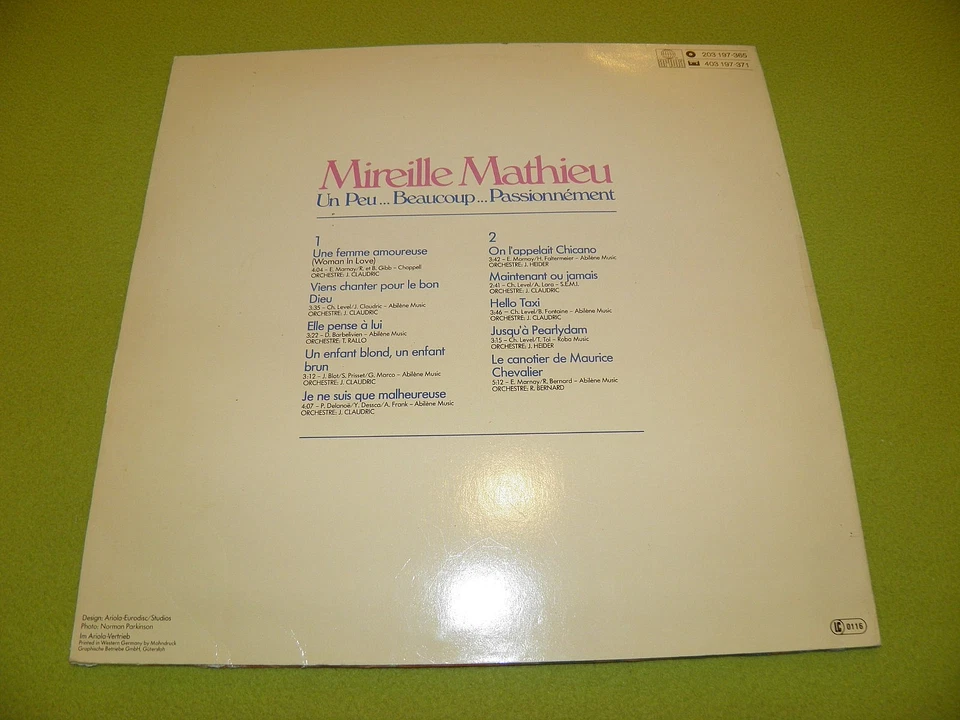 203 197-365
403 197-371
Mireille Mathieu
Un Peu... Beaucoup... Passionnément
1
Une femme amoureuse
(Woman In Love)
4:04 – E. Marnay/R. et B. Gibb – Chappell
ORCHESTRE: J. CLAUDRIC
Viens chanter pour le bon
Dieu
3:35 – Ch. Level/J. Claudric – Abilène Music
ORCHESTRE: J. CLAUDRIC
Elle pense à lui
3:22 – D. Barbelivien – Abilène Music
ORCHESTRE: T. RALLO
Un enfant blond, un enfant
brun
3:12 – J. Blot/S. Prisset/G. Marco – Abilène Music
ORCHESTRE: J. CLAUDRIC
Je ne suis que malheureuse
4:07 – P. Delanoë/Y. Dessca/A. Frank – Abilène Music
ORCHESTRE: J. CLAUDRIC
2
On l'appelait Chicano
3:42 – E. Marnay/H. Faltermeier – Abilène Music
ORCHESTRE: J. HEIDER
Maintenant ou jamais
2:41 – Ch. Level/A. Lara – S.E.M.I.
ORCHESTRE: J. CLAUDRIC
Hello Taxi
3:46 – Ch. Level/B. Fontaine – Abilène Music
ORCHESTRE: J. CLAUDRIC
Jusqu'à Pearlydam
3:15 – Ch. Level/T. Tol – Roba Music
ORCHESTRE: J. HEIDER
Le canotier de Maurice
Chevalier
5:12 – E. Marnay/R. Bernard – Abilène Music
ORCHESTRE: R. BERNARD
Design: Ariola-Eurodisc/Studios
Photo: Norman Parkinson
Im Ariola-Vertrieb
Printed in Western Germany by Mohndruck
Graphische Betriebe GmbH, Gütersloh
LC 0116